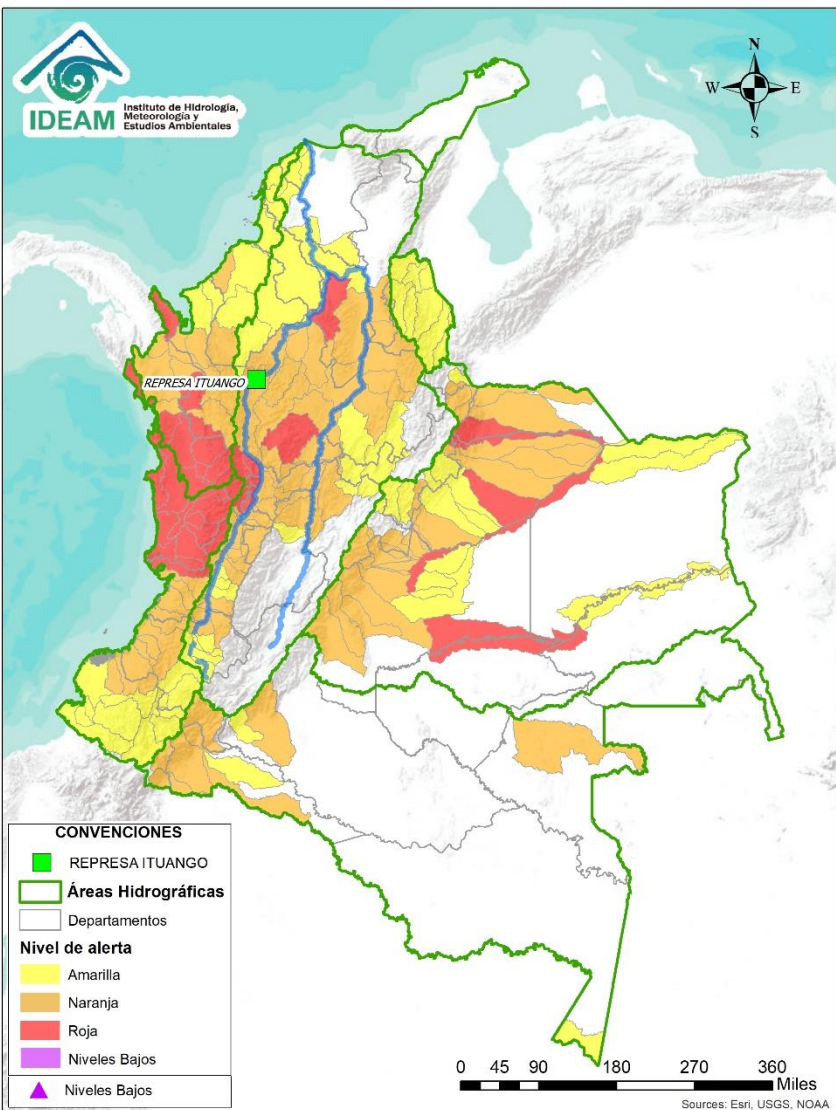 IDEAM
Instituto de Hidrología,
Meteorología y
Estudios Ambientales
N
W E
S
REPRESA ITUANGO
CONVENCIONES
REPRESA ITUANGO
Áreas Hidrográficas
Departamentos
Nivel de alerta
Amarilla
Naranja
Roja
Niveles Bajos
Niveles Bajos
0 45 90 180 270 360
Miles
Sources: Esri, USGS, NOAA